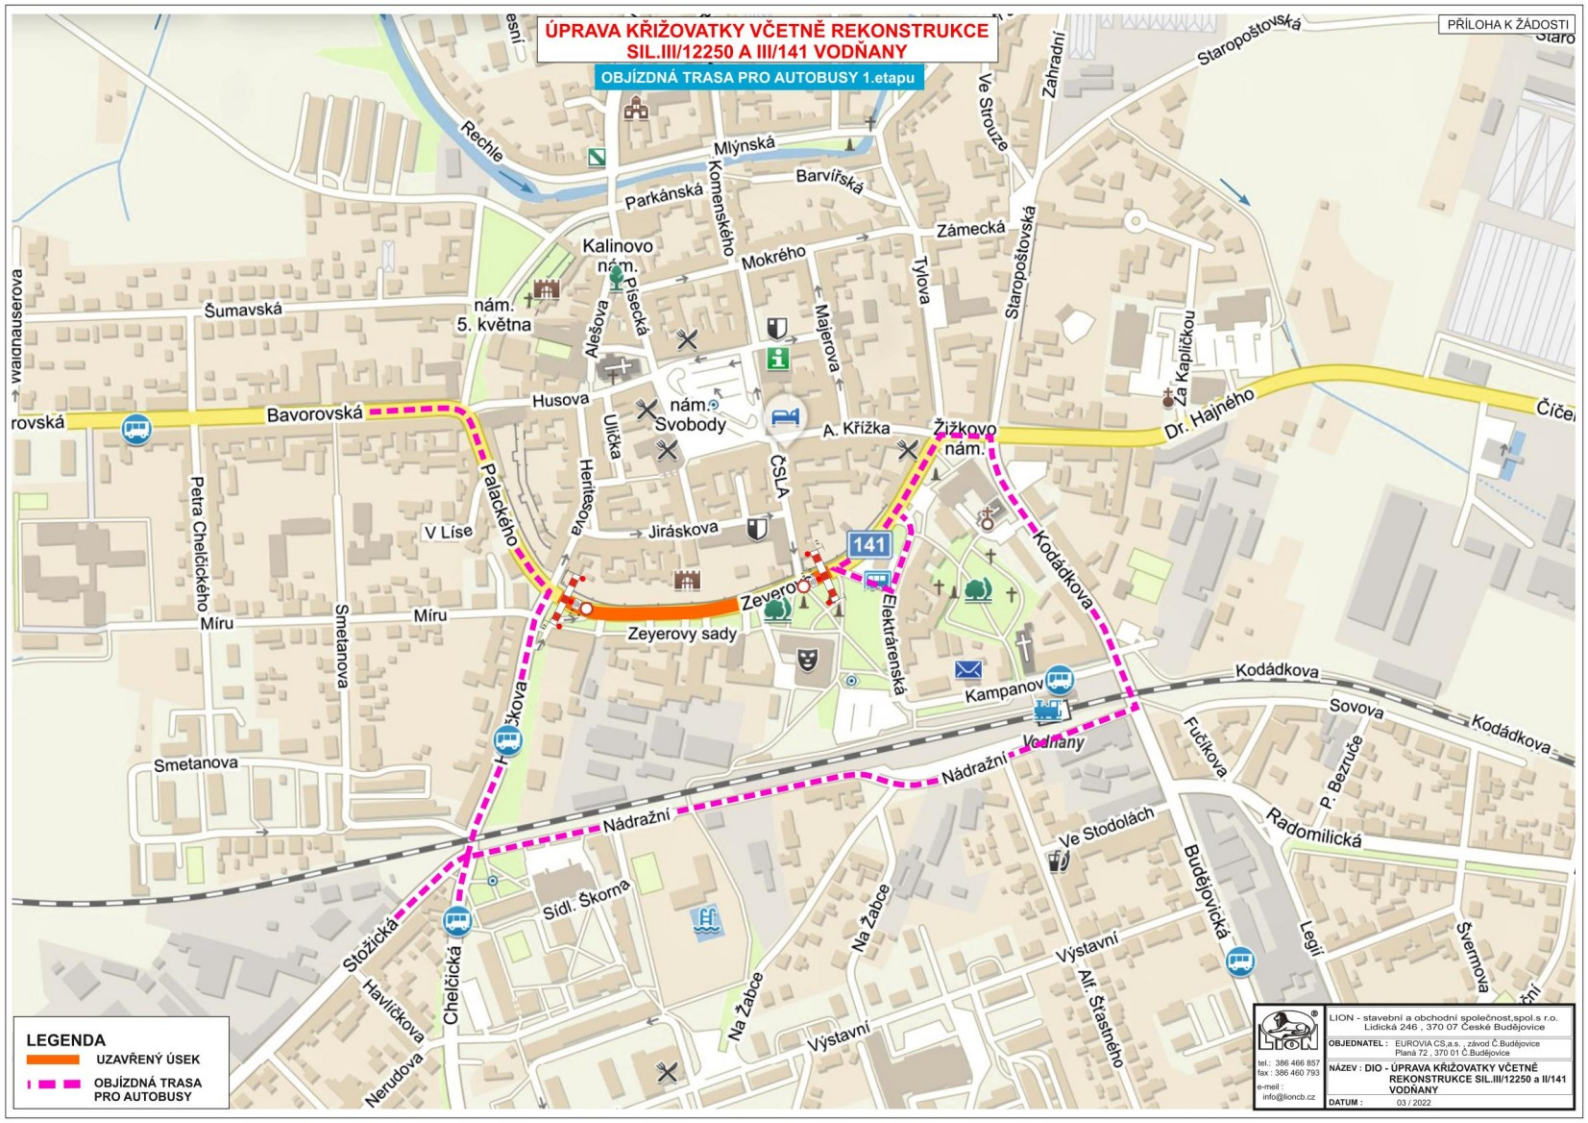 PŘÍLOHA K ŽÁDOSTI
ÚPRAVA KŘIŽOVATKY VČETNĚ REKONSTRUKCE
SIL.III/12250 A III/141 VODŇANY
OBJÍZDNÁ TRASA PRO AUTOBUSY 1.etapu
Staropoštovská
Zahradní
Ve Strouze
Rechle
Mlýnská
Komenského
Barvířská
Parkánská
Zámecká
Staropoštovská
Kalinovo
nám.
Mokrého
Tylova
Písecká
Alešova
nám.
5. května
Šumavská
Majerova
Za Kapličkou
Husova
nám.
Svobody
A. Křížka
Žižkovo
nám.
Dr. Hajného
Číče
rovská
Bavorovská
Ulička
Heritesova
Palackého
ČSLA
Petra Chelčického
V Líse
Jiráskova
141
Kodádkova
Smetanova
Míru
Míru
Zeyerovy sady
Elektrárenská
Kampanov
Kodádkova
Sovova
Kodádkova
Vodňany
Fučíkova
P. Bezruče
Smetanova
Nádražní
Nádražní
Ve Stodolách
Radomilická
Budějovická
Sídl. Škorna
Na Žabce
Stožická
Chelčická
Havlíčkova
Výstavní
Legií
Švermova
Na Žabce
Výstavní
Alf. Šťastného
Nerudova
LEGENDA
UZAVŘENÝ ÚSEK
OBJÍZDNÁ TRASA
PRO AUTOBUSY
LION
®
tel.: 386 466 857
fax : 386 460 793
e-meil :
info@lioncb.cz
LION - stavební a obchodní společnost,spol.s r.o.
Lidická 246 , 370 07 České Budějovice
OBJEDNATEL : EUROVIA CS,a.s. , závod Č.Budějovice
Planá 72 , 370 01 Č.Budějovice
NÁZEV : DIO - ÚPRAVA KŘIŽOVATKY VČETNĚ
REKONSTRUKCE SIL.III/12250 a II/141
VODŇANY
DATUM : 03 / 2022